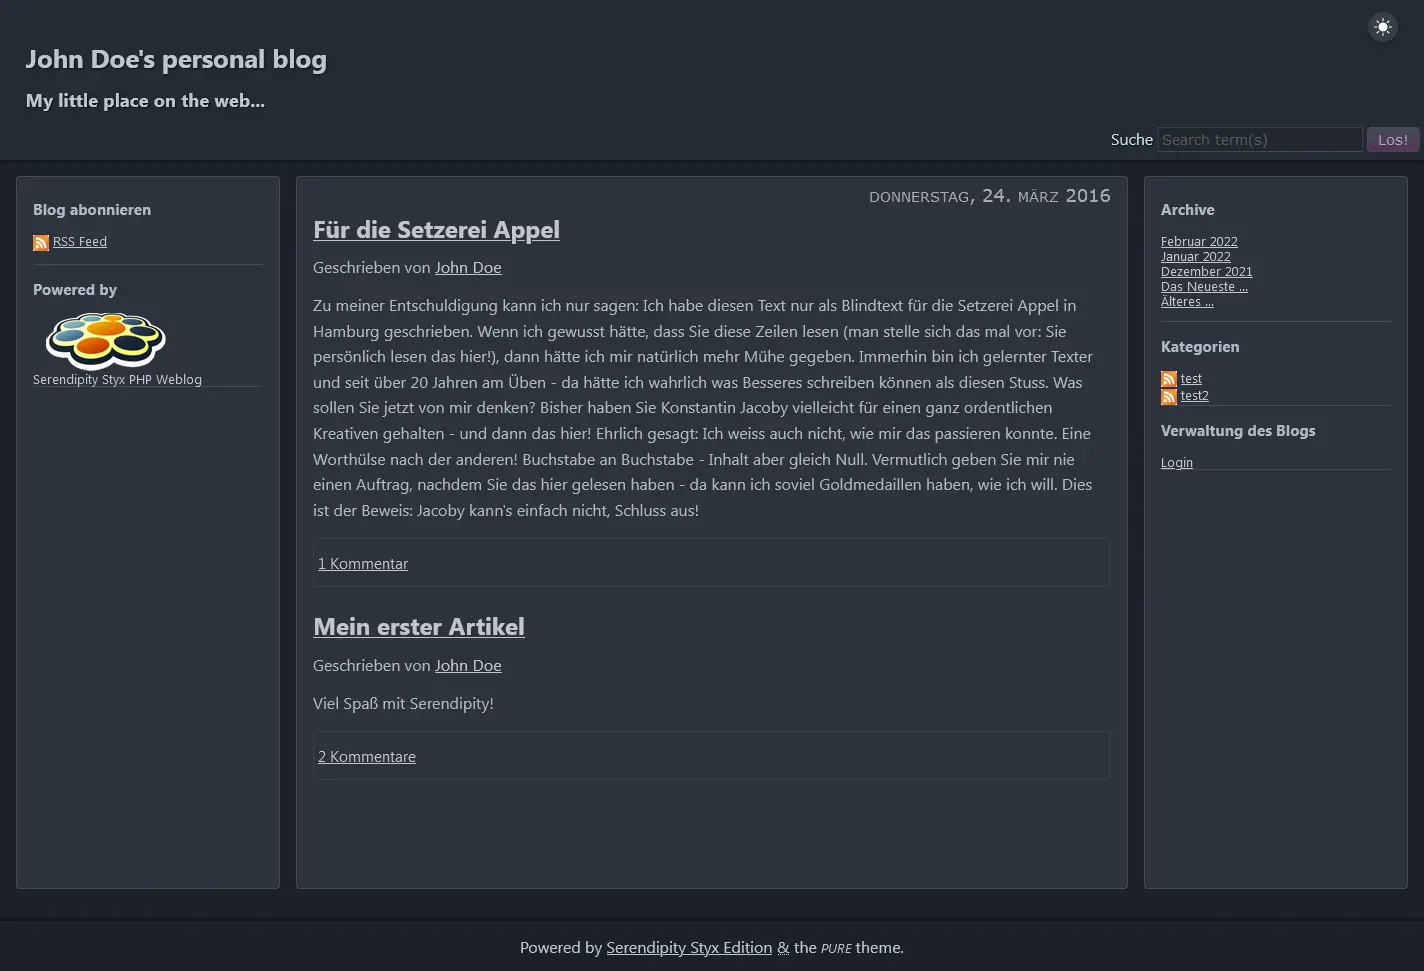 John Doe's personal blog
My little place on the web...
Suche Search term(s) Los!
Blog abonnieren
RSS Feed
Powered by
Serendipity Styx PHP Weblog
DONNERSTAG, 24. MÄRZ 2016
Für die Setzerei Appel
Geschrieben von John Doe
Zu meiner Entschuldigung kann ich nur sagen: Ich habe diesen Text nur als Blindtext für die Setzerei Appel in
Hamburg geschrieben. Wenn ich gewusst hätte, dass Sie diese Zeilen lesen (man stelle sich das mal vor: Sie
persönlich lesen das hier!), dann hätte ich mir natürlich mehr Mühe gegeben. Immerhin bin ich gelernter Texter
und seit über 20 Jahren am Üben - da hätte ich wahrlich was Besseres schreiben können als diesen Stuss. Was
sollen Sie jetzt von mir denken? Bisher haben Sie Konstantin Jacoby vielleicht für einen ganz ordentlichen
Kreativen gehalten - und dann das hier! Ehrlich gesagt: Ich weiss auch nicht, wie mir das passieren konnte. Eine
Worthülse nach der anderen! Buchstabe an Buchstabe - Inhalt aber gleich Null. Vermutlich geben Sie mir nie
einen Auftrag, nachdem Sie das hier gelesen haben - da kann ich soviel Goldmedaillen haben, wie ich will. Dies
ist der Beweis: Jacoby kann's einfach nicht, Schluss aus!
1 Kommentar
Mein erster Artikel
Geschrieben von John Doe
Viel Spaß mit Serendipity!
2 Kommentare
Archive
Februar 2022
Januar 2022
Dezember 2021
Das Neueste ...
Älteres ...
Kategorien
test
test2
Verwaltung des Blogs
Login
Powered by Serendipity Styx Edition & the PURE theme.